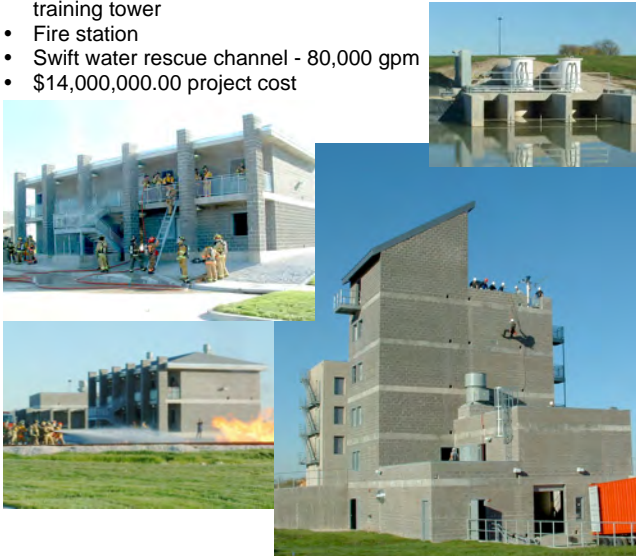 training tower
• Fire station
• Swift water rescue channel - 80,000 gpm
• $14,000,000.00 project cost